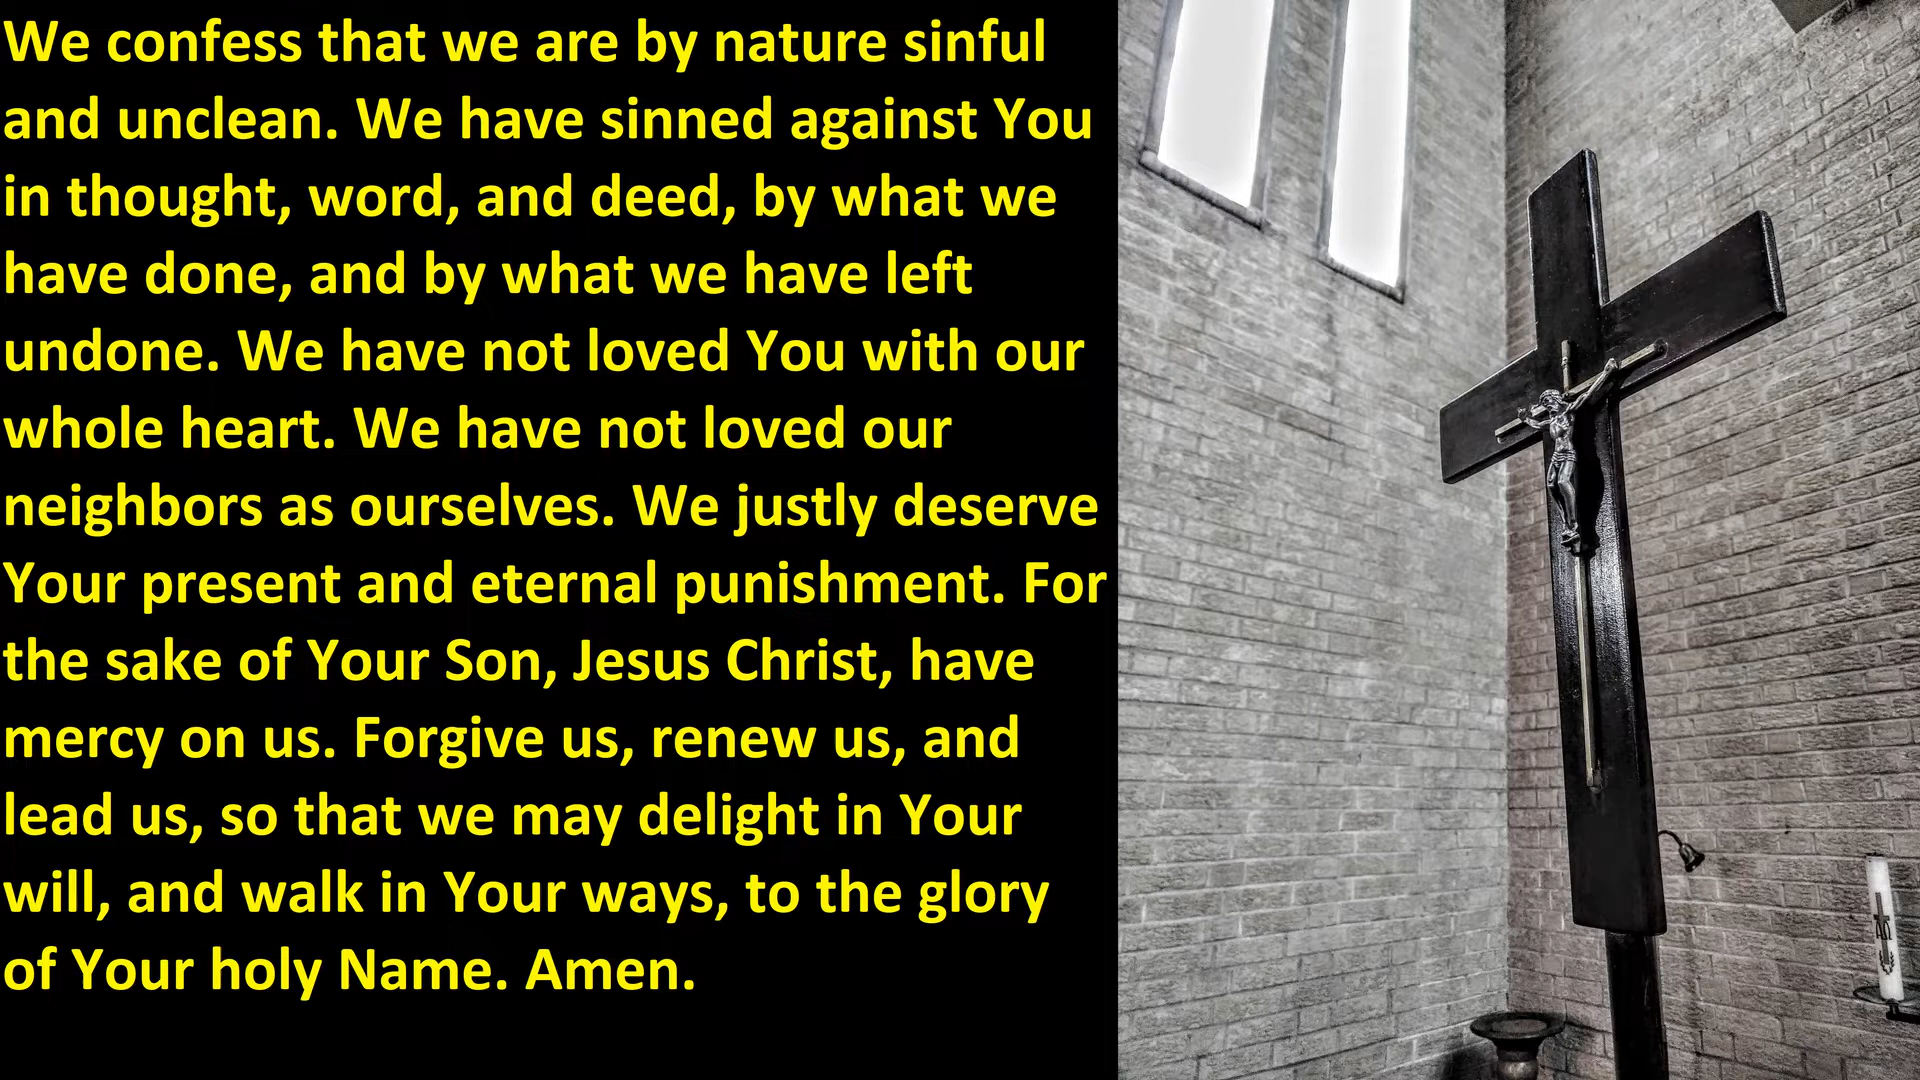 We confess that we are by nature sinful
and unclean. We have sinned against You
in thought, word, and deed, by what we
have done, and by what we have left
undone. We have not loved You with our
whole heart. We have not loved our
neighbors as ourselves. We justly deserve
Your present and eternal punishment. For
the sake of Your Son, Jesus Christ, have
mercy on us. Forgive us, renew us, and
lead us, so that we may delight in Your
will, and walk in Your ways, to the glory
of Your holy Name. Amen.